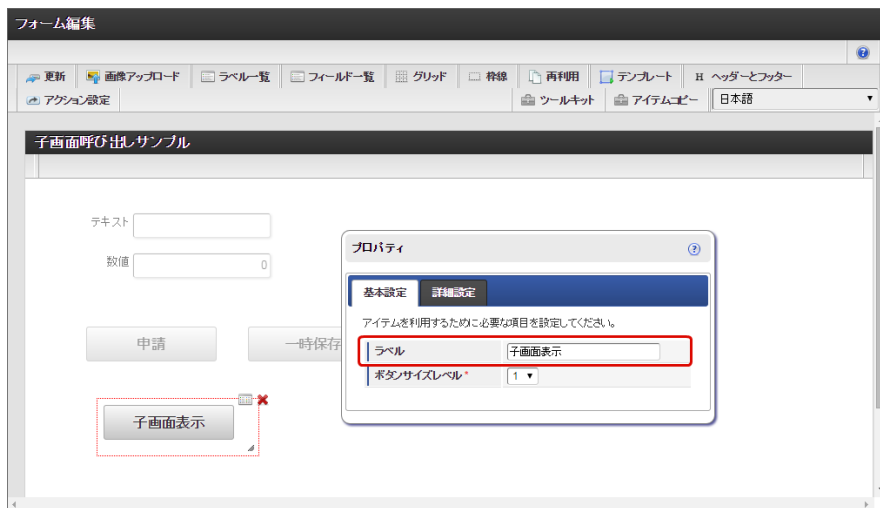 フォーム編集
更新 画像アップロード ラベル一覧 フィールド一覧 グリッド 枠線 再利用 テンプレート H ヘッダーとフッター
アクション設定 ツールキット アイテムコピー 日本語
子画面呼び出しサンプル
テキスト
数値 0
申請 一時保存
子画面表示
プロパティ
基本設定 詳細設定
アイテムを利用するために必要な項目を設定してください。
ラベル 子画面表示
ボタンサイズレベル* 1